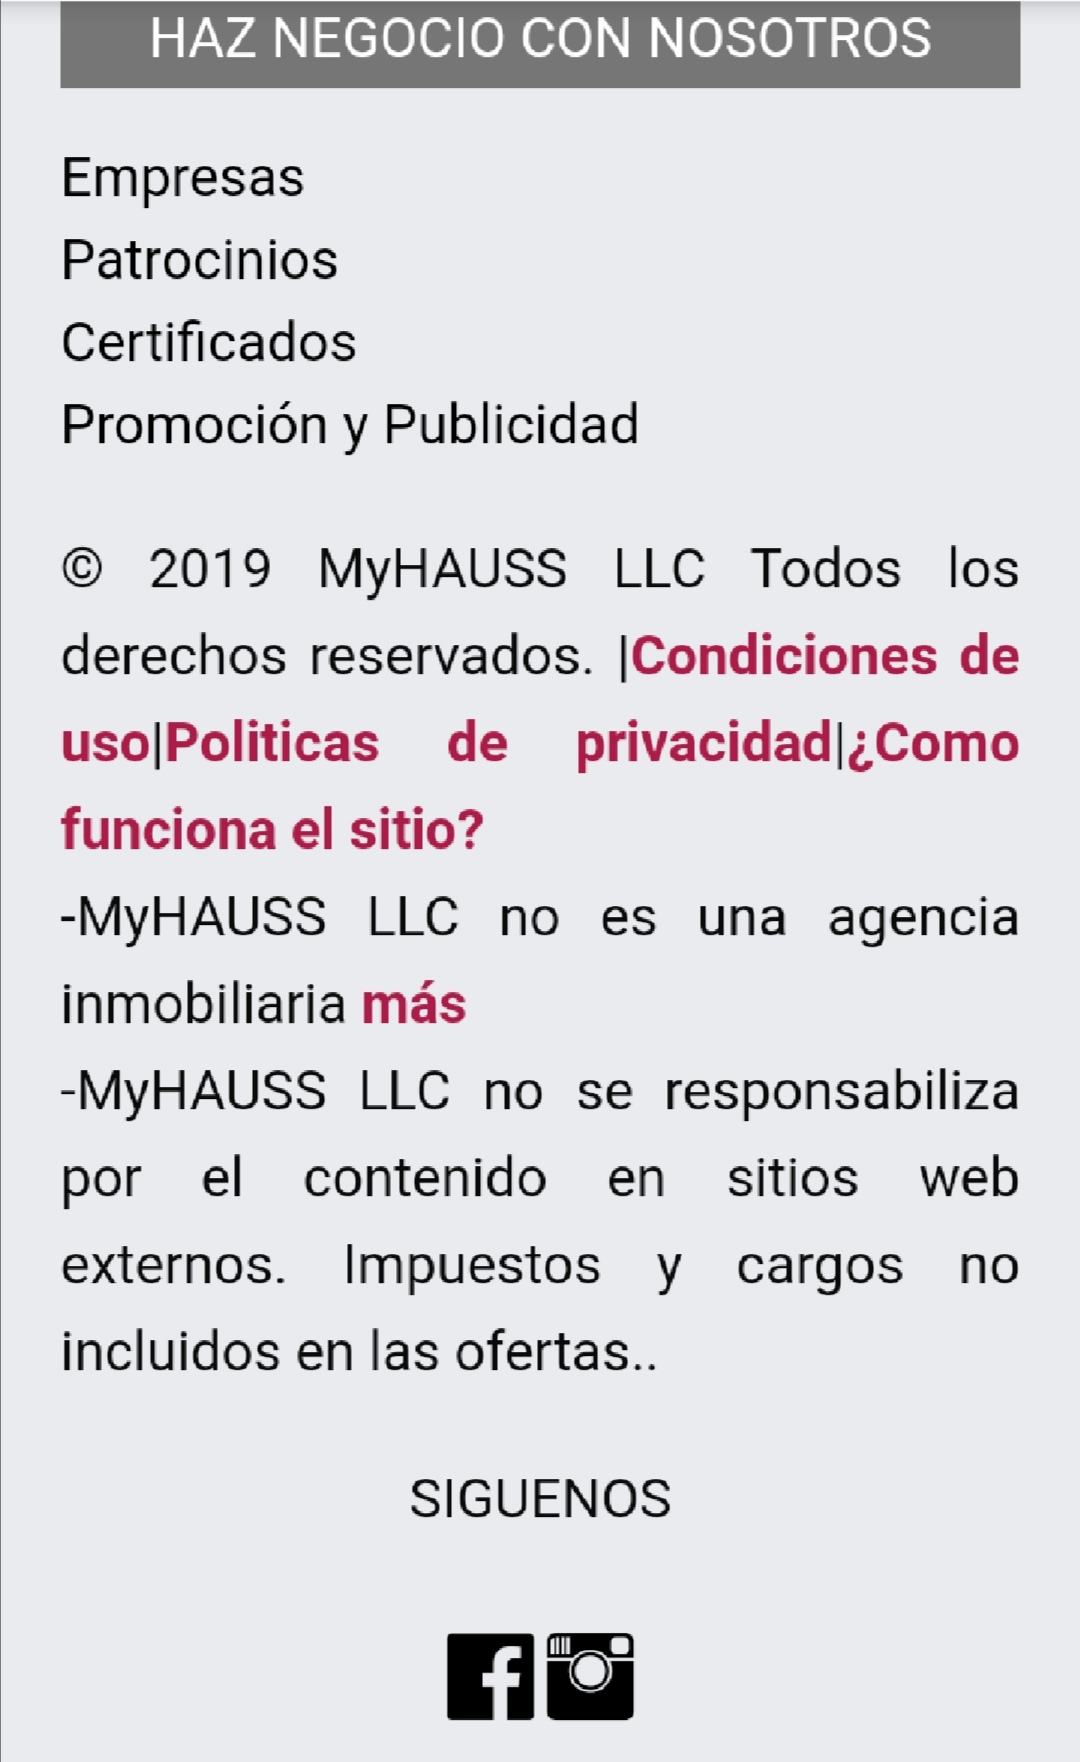 HAZ NEGOCIO CON NOSOTROS
Empresas
Patrocinios
Certificados
Promoción y Publicidad
© 2019 MyHAUSS LLC Todos los
derechos reservados. |Condiciones de
uso|Politicas de privacidad|¿Como
funciona el sitio?
-MyHAUSS LLC no es una agencia
inmobiliaria más
-MyHAUSS LLC no se responsabiliza
por el contenido en sitios web
externos. Impuestos y cargos no
incluidos en las ofertas..
SIGUENOS